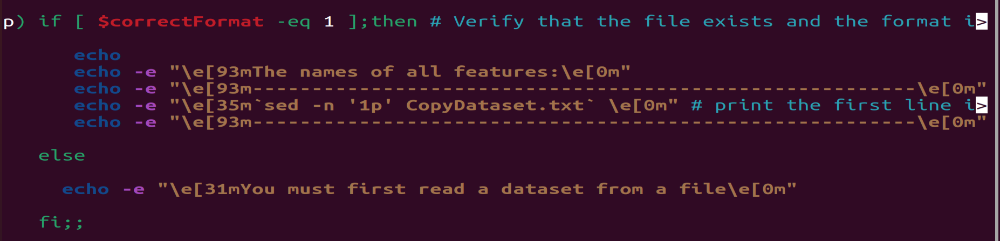 p) if [ $correctFormat -eq 1 ];then # Verify that the file exists and the format i>
echo
echo -e "\e[93mThe names of all features:\e[0m"
echo -e "\e[93m--------------------------------------------------------\e[0m"
echo -e "\e[35m`sed -n '1p' CopyDataset.txt` \e[0m" # print the first line i>
echo -e "\e[93m--------------------------------------------------------\e[0m"
else
echo -e "\e[31mYou must first read a dataset from a file\e[0m"
fi;;